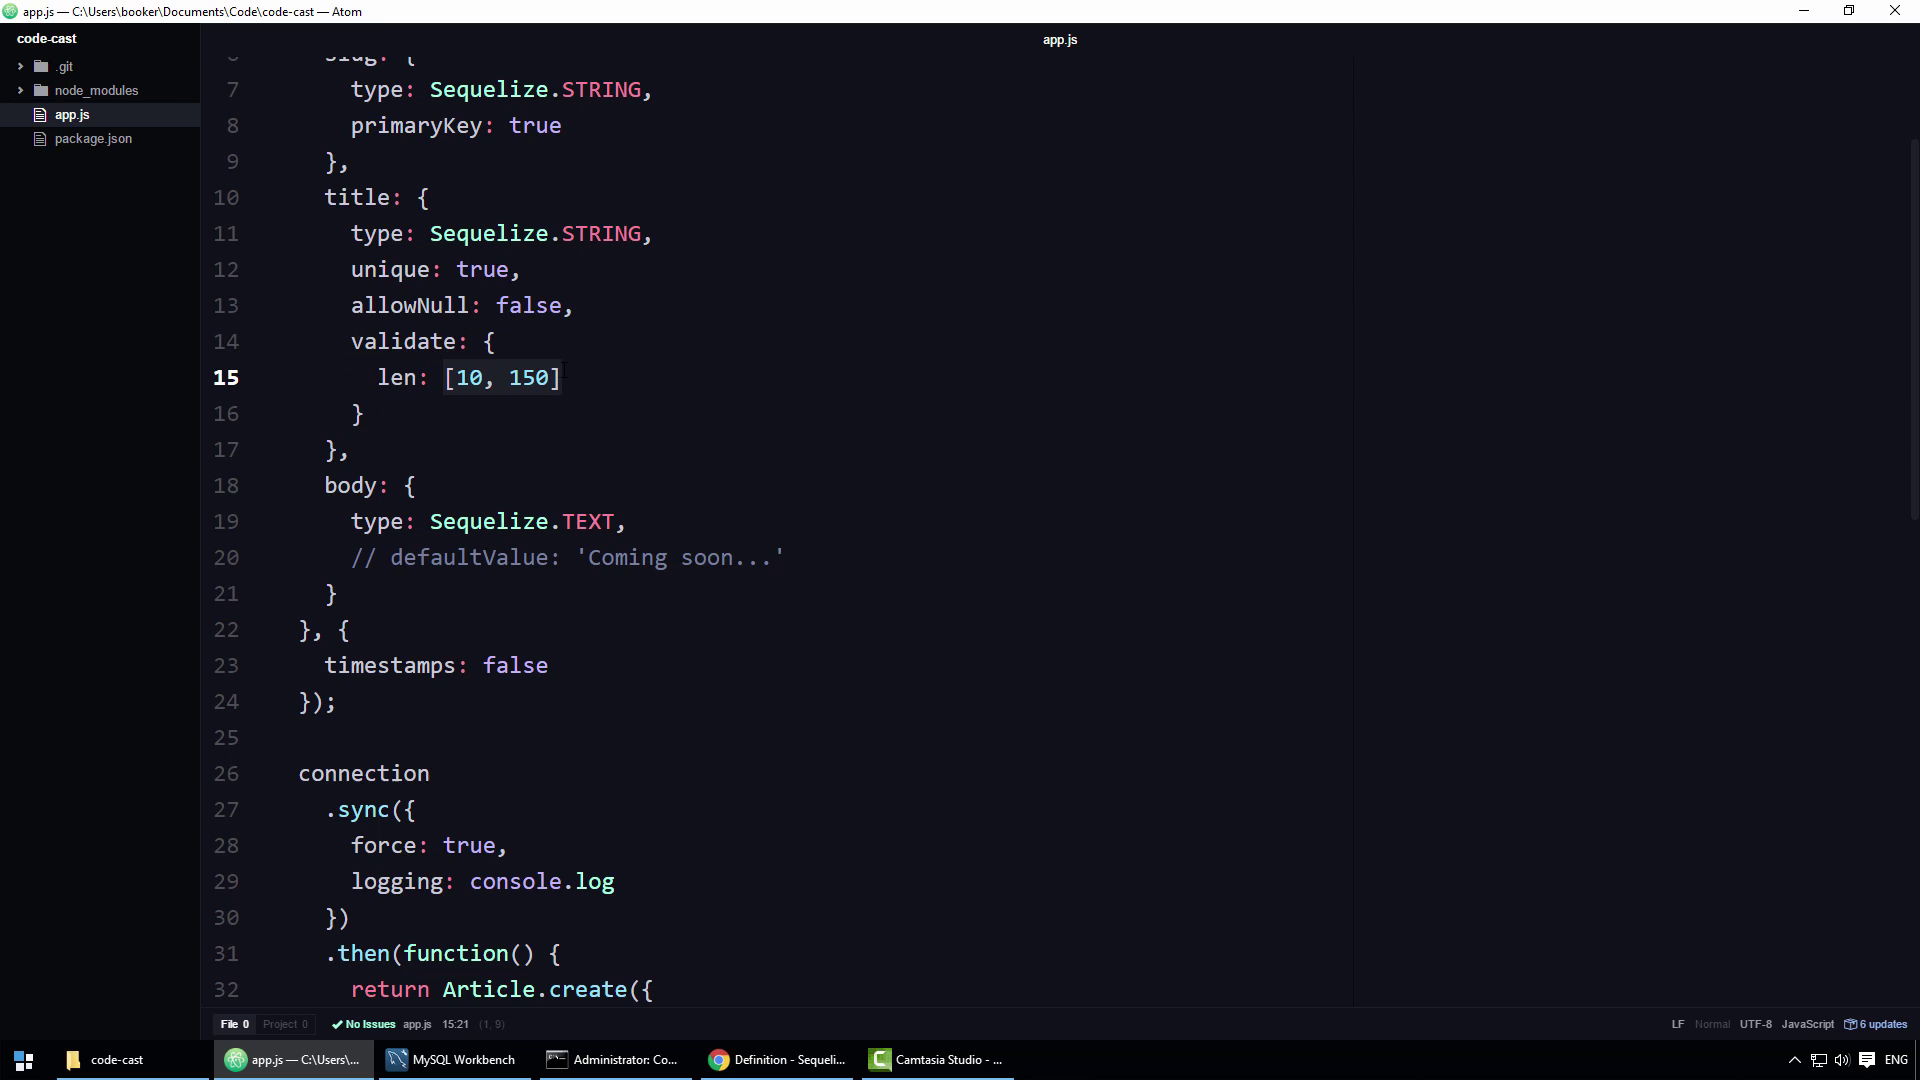 app.js — C:\Users\booker\Documents\Code\code-cast — Atom
code-cast
.git
node_modules
app.js
package.json
app.js
6 slug: {
7 type: Sequelize.STRING,
8 primaryKey: true
9 },
10 title: {
11 type: Sequelize.STRING,
12 unique: true,
13 allowNull: false,
14 validate: {
15 len: [10, 150]
16 }
17 },
18 body: {
19 type: Sequelize.TEXT,
20 // defaultValue: 'Coming soon...'
21 }
22 }, {
23 timestamps: false
24 });
25
26 connection
27 .sync({
28 force: true,
29 logging: console.log
30 })
31 .then(function() {
32 return Article.create({
File 0 Project 0 No Issues app.js 15:21 (1, 9) LF Normal UTF-8 JavaScript 6 updates
code-cast app.js — C:\Users\... MySQL Workbench Administrator: Co... Definition - Sequeli... Camtasia Studio - ... ENG